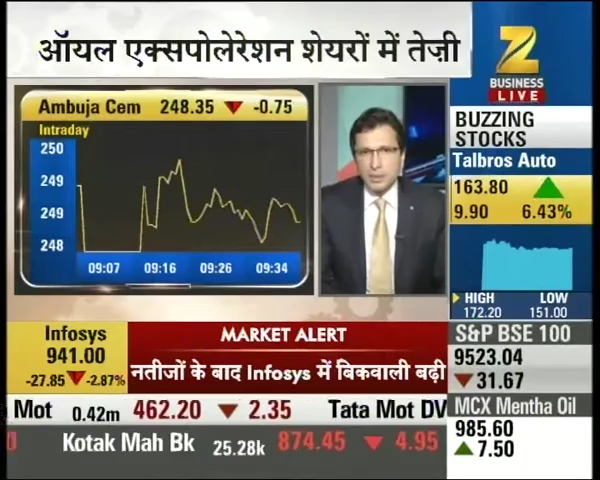 ऑयल एक्सपोलेरेशन शेयरों में तेज़ी
Z
BUSINESS
LIVE
Ambuja Cem 248.35 -0.75
Intraday
250
249
249
248
09:07 09:16 09:26 09:34
BUZZING
STOCKS
Talbros Auto
163.80
9.90 6.43%
HIGH LOW
172.20 151.00
Infosys
941.00
-27.85 -2.87%
MARKET ALERT
नतीजों के बाद Infosys में बिकवाली बढ़ी
S&P BSE 100
9523.04
31.67
MCX Mentha Oil
985.60
7.50
Mot 0.42m 462.20 2.35 Tata Mot DV
Kotak Mah Bk 25.28k 874.45 4.95